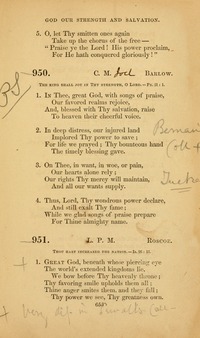 GOD OUR STRENGTH AND SALVATION.
5. O, let Thy smitten ones again
Take up the chorus of the free—
"Praise ye the Lord! His power proclaim,
For He hath conquered gloriously!"
950. C. M. Joel BARLOW.
THE KING SHALL JOY IN THY STRENGTH, O LORD.—Ps. 21: 1.
1. IN Thee, great God, with songs of praise,
Our favored realms rejoice,
And, blessed with Thy salvation, raise
To heaven their cheerful voice.
2. In deep distress, our injured land
Implored Thy power to save;
For life we prayed; Thy bounteous hand
The timely blessing gave.
3. On Thee, in want, in woe, or pain,
Our hearts alone rely;
Our rights Thy mercy will maintain,
And all our wants supply.
4. Thus, Lord, Thy wondrous power declare,
And still exalt Thy fame;
While we glad songs of praise prepare
For Thine almighty name.
951. L. P. M. ROSCOE.
THOU HAST INCREASED THE NATION.
1. GREAT God, beneath whose piercing eye
The world's extended kingdoms lie,
We bow before Thy heavenly throne;
Thy favoring smile upholds them all;
Thine anger smites them, and they fall;
Thy power we see, Thy greatness own.